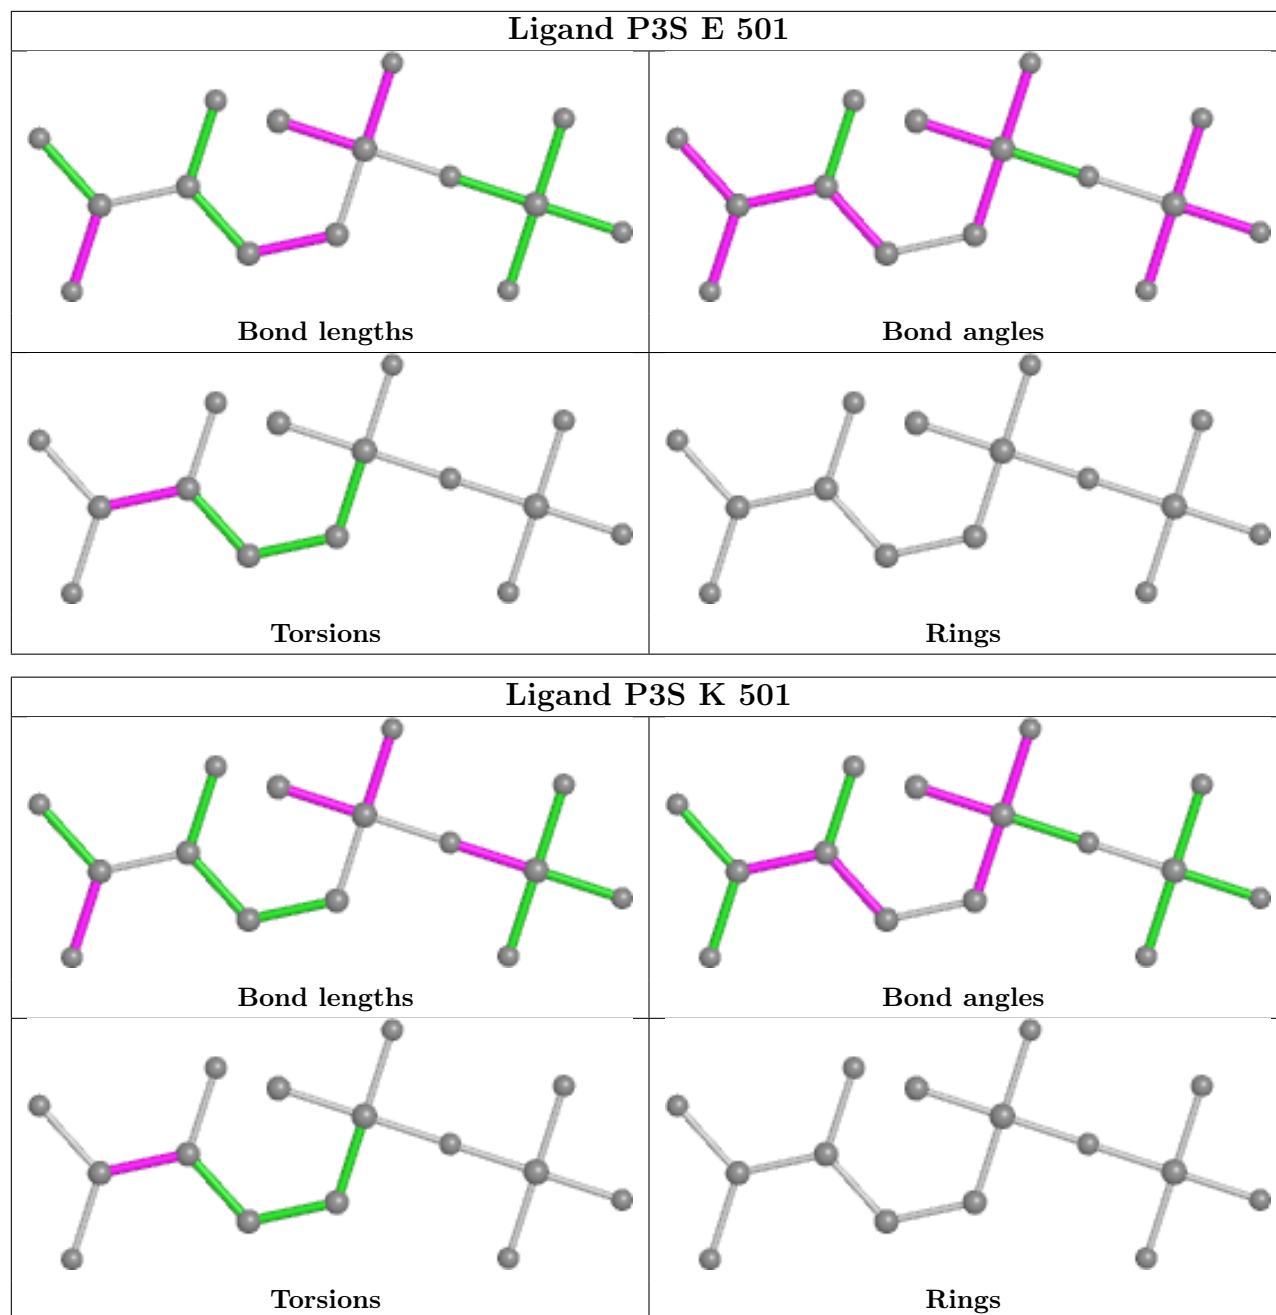 Ligand P3S E 501
Bond lengths
Bond angles
Torsions
Rings
Ligand P3S K 501
Bond lengths
Bond angles
Torsions
Rings